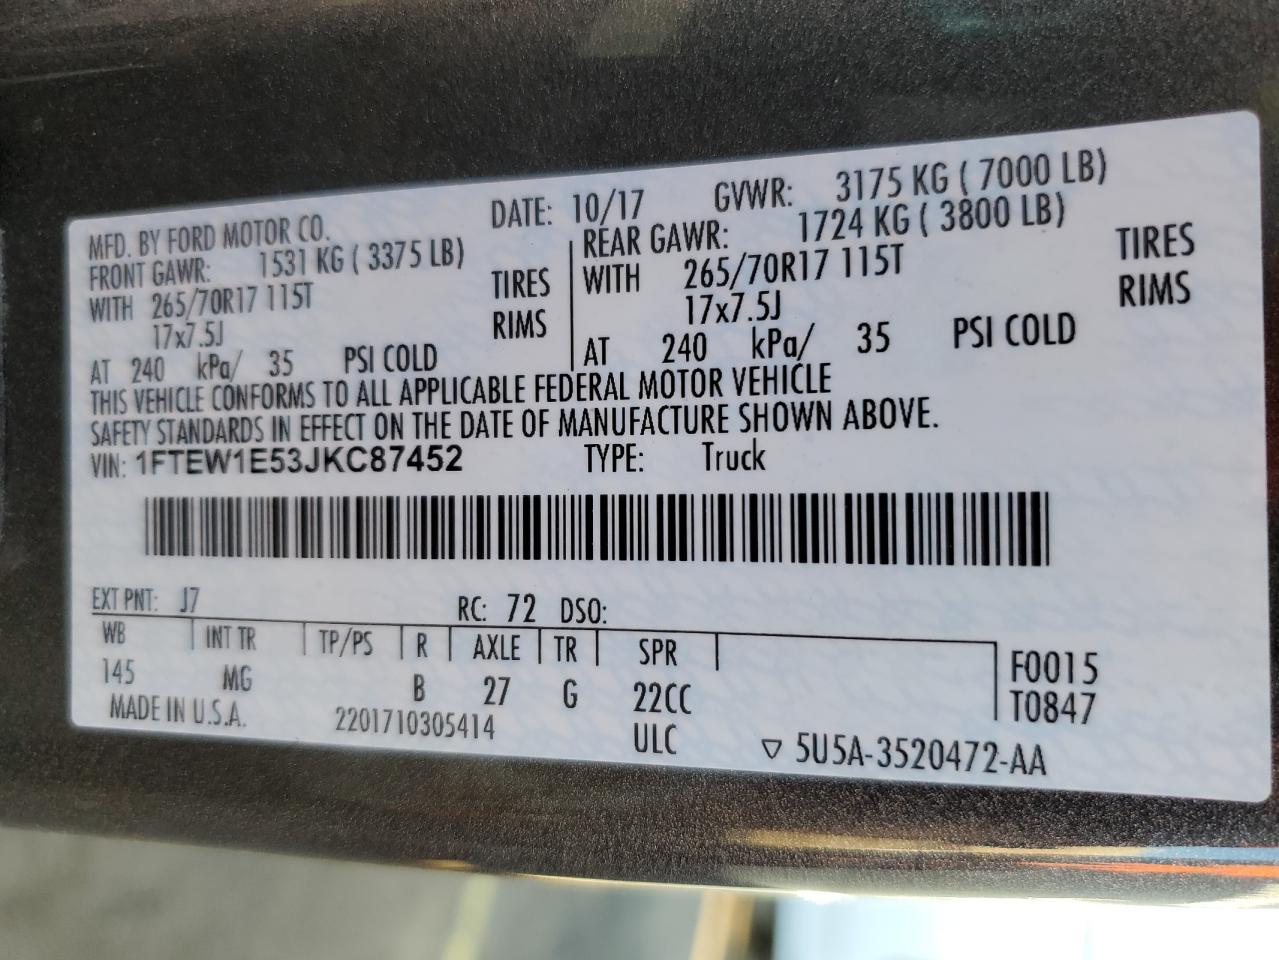 MFD. BY FORD MOTOR CO. DATE: 10/17 GVWR: 3175 KG ( 7000 LB)
FRONT GAWR: 1531 KG ( 3375 LB)
WITH 265/70R17 115T TIRES
17x7.5J RIMS
AT 240 kPa/ 35 PSI COLD
REAR GAWR: 1724 KG ( 3800 LB)
WITH 265/70R17 115T TIRES
17x7.5J RIMS
AT 240 kPa/ 35 PSI COLD
THIS VEHICLE CONFORMS TO ALL APPLICABLE FEDERAL MOTOR VEHICLE
SAFETY STANDARDS IN EFFECT ON THE DATE OF MANUFACTURE SHOWN ABOVE.
VIN: 1FTEW1E53JKC87452 TYPE: Truck
EXT PNT: J7 RC: 72 DSO:
WB INT TR TP/PS R AXLE TR SPR
145 MG B 27 G 22CC
F0015
T0847
MADE IN U.S.A. 2201710305414 ULC ▽ 5U5A-3520472-AA